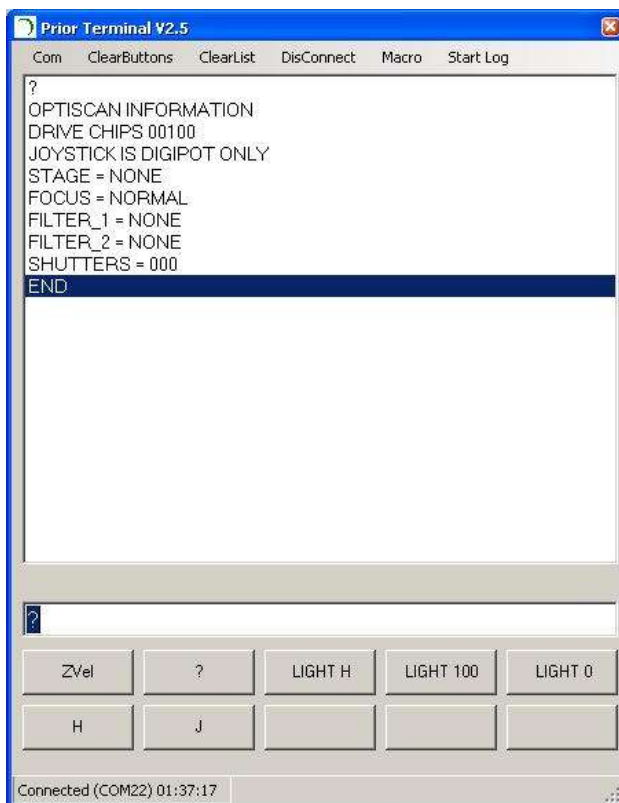 Prior Terminal V2.5
Com ClearButtons ClearList DisConnect Macro Start Log
?
OPTISCAN INFORMATION
DRIVE CHIPS 00100
JOYSTICK IS DIGIPOT ONLY
STAGE = NONE
FOCUS = NORMAL
FILTER_1 = NONE
FILTER_2 = NONE
SHUTTERS = 000
END
?
ZVel ? LIGHT H LIGHT 100 LIGHT 0
H J
Connected (COM22) 01:37:17